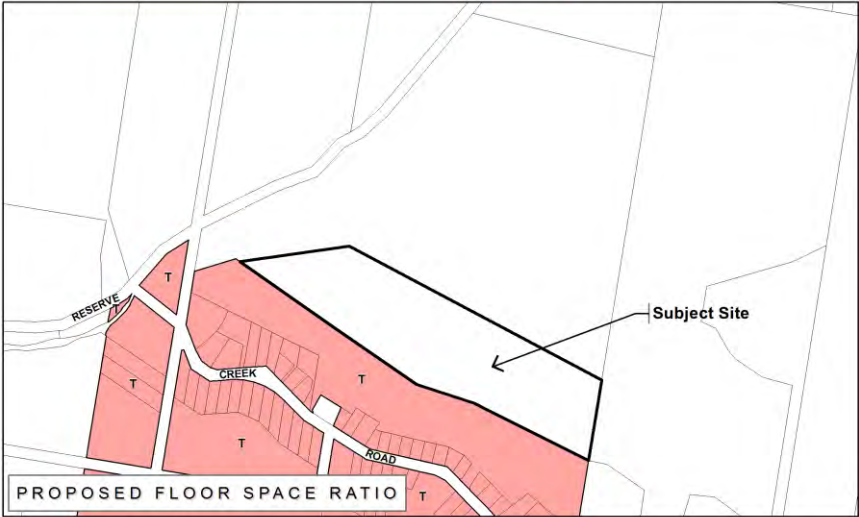 T
RESERVE
Subject Site
CREEK
T
T
T
ROAD
T
PROPOSED FLOOR SPACE RATIO